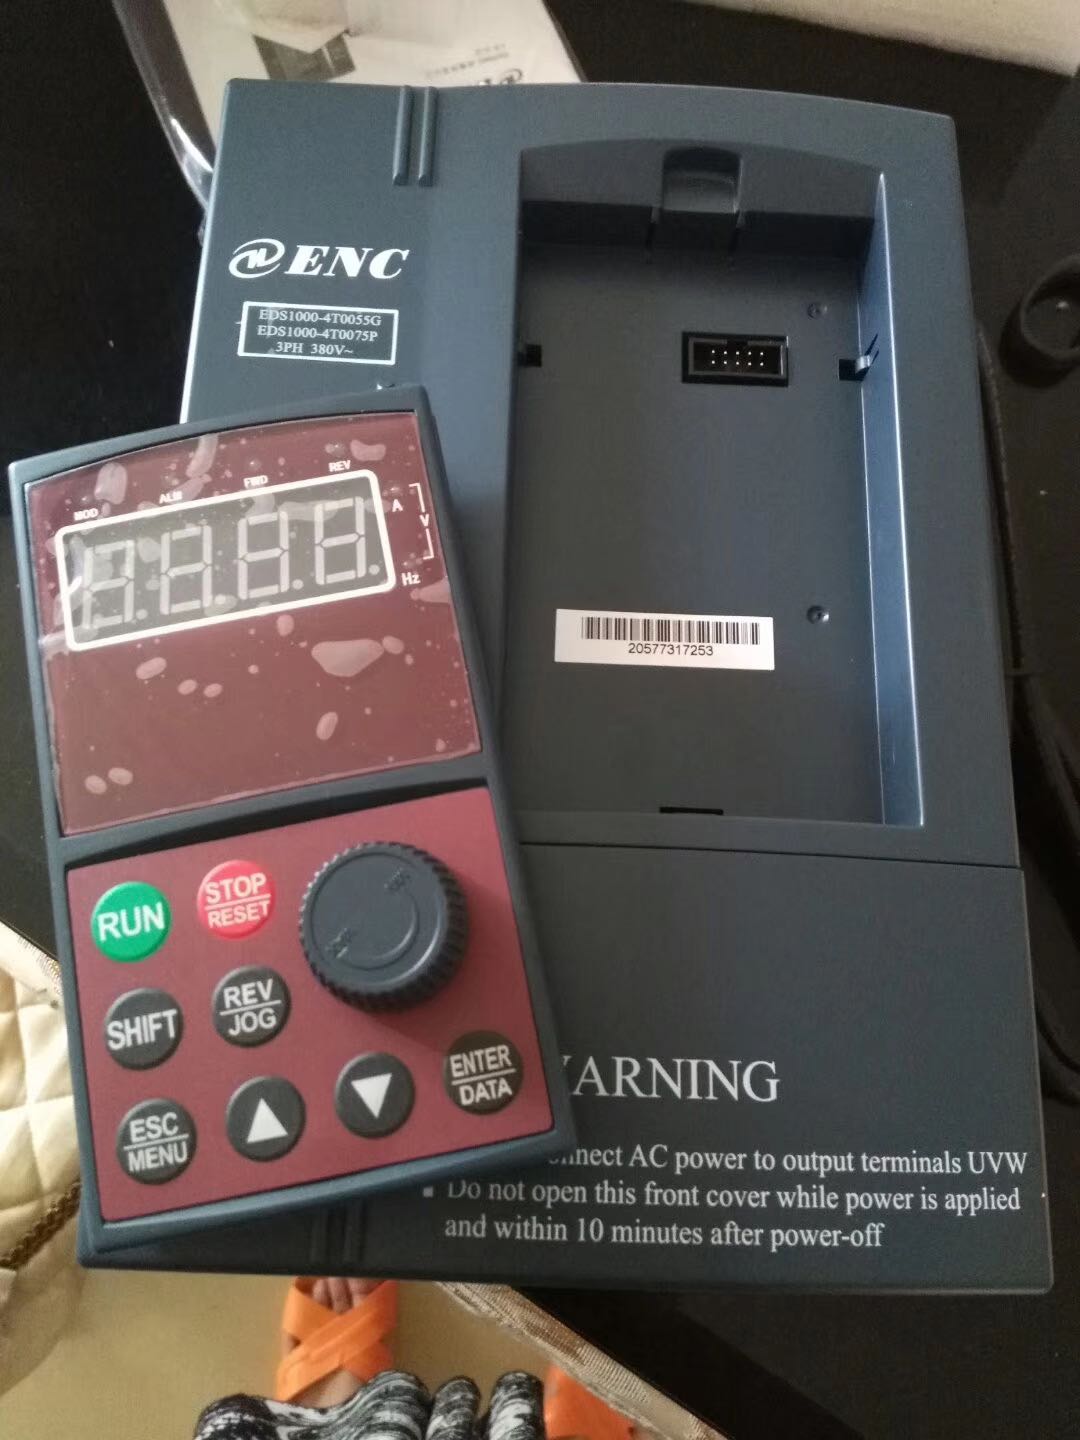 ENC
EDS1000-4T0055G
EDS1000-4T0075P
3PH 380V~
MOD ALM FWD REV
A
V
Hz
20577317253
RUN
STOP
RESET
SHIFT
REV
JOG
ESC
MENU
▲
▼
ENTER
DATA
AC power to output terminals UVW
▪ Do not open this front cover while power is applied
and within 10 minutes after power-off